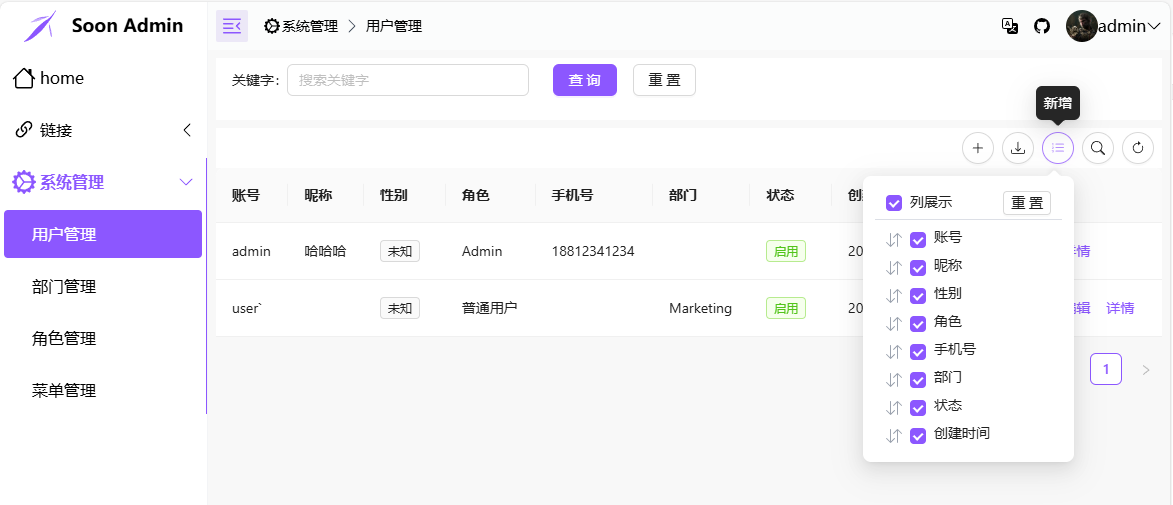 Soon Admin
系统管理 > 用户管理
admin
home
链接
系统管理
用户管理
部门管理
角色管理
菜单管理
关键字: 搜索关键字 查 询 重 置
新增
账号 昵称 性别 角色 手机号 部门 状态
admin 哈哈哈 未知 Admin 18812341234 启用 20
user` 未知 普通用户 Marketing 启用 20 详情
1
列展示 重 置
账号
昵称
性别
角色
手机号
部门
状态
创建时间